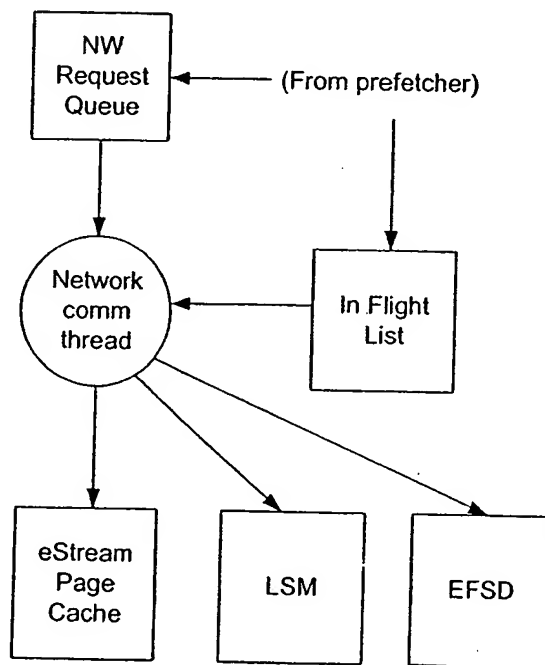 NW
Request
Queue
(From prefetcher)
Network
comm
thread
In Flight
List
eStream
Page
Cache
LSM
EFSD